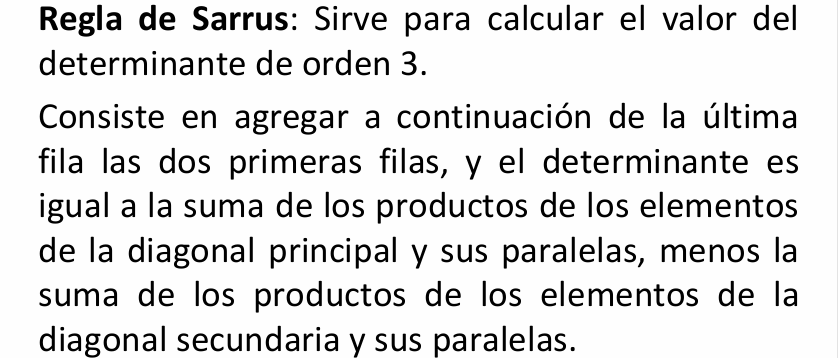 Regla de Sarrus: Sirve para calcular el valor del
determinante de orden 3.
Consiste en agregar a continuación de la última
fila las dos primeras filas, y el determinante es
igual a la suma de los productos de los elementos
de la diagonal principal y sus paralelas, menos la
suma de los productos de los elementos de la
diagonal secundaria y sus paralelas.